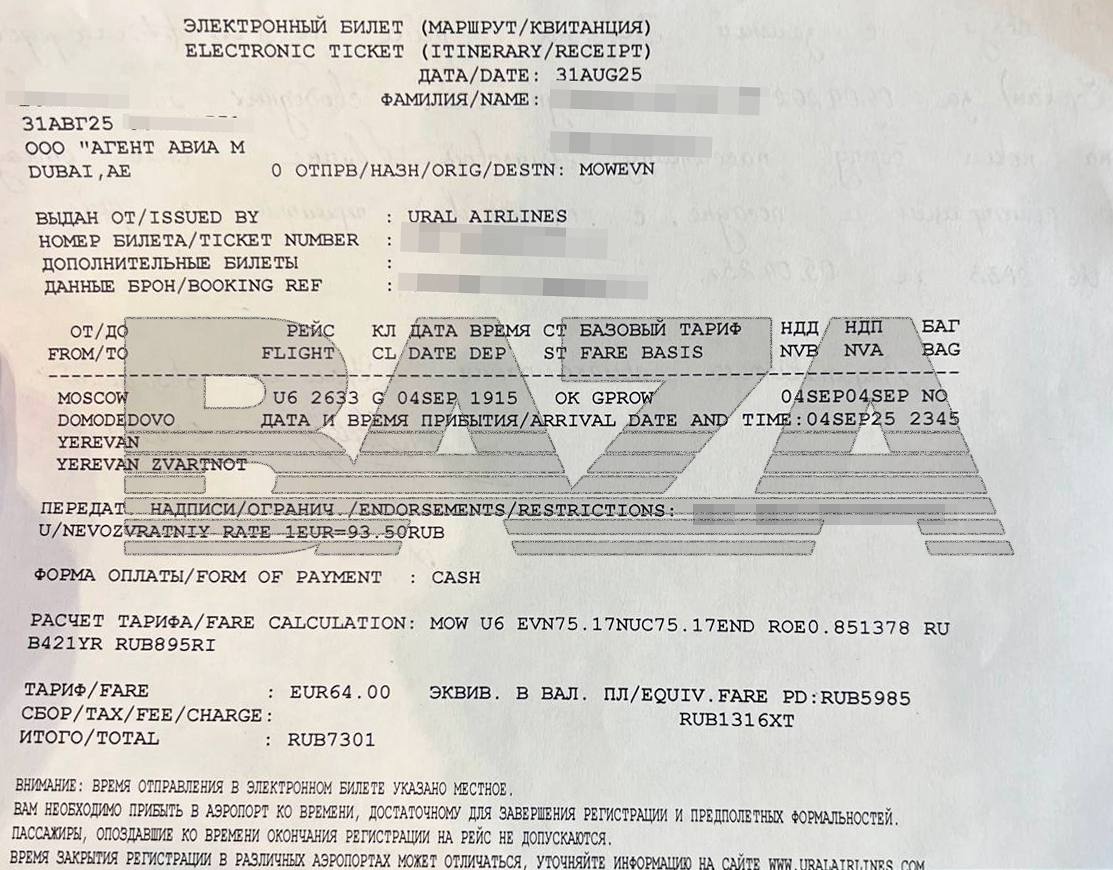 ЭЛЕКТРОННЫЙ БИЛЕТ (МАРШРУТ/КВИТАНЦИЯ)
ELECTRONIC TICKET (ITINERARY/RECEIPT)
ДАТА/DATE: 31AUG25
ФАМИЛИЯ/NAME:
31АВГ25
ООО "АГЕНТ АВИА М
DUBAI,AE 0 ОТПРВ/НАЗН/ORIG/DESTN: MOWEVN
ВЫДАН ОТ/ISSUED BY : URAL AIRLINES
НОМЕР БИЛЕТА/TICKET NUMBER :
ДОПОЛНИТЕЛЬНЫЕ БИЛЕТЫ :
ДАННЫЕ БРОН/BOOKING REF :
ОТ/ДО РЕЙС КЛ ДАТА ВРЕМЯ СТ БАЗОВЫЙ ТАРИФ НДД НДП БАГ
FROM/TO FLIGHT CL DATE DEP ST FARE BASIS NVB NVA BAG
MOSCOW U6 2633 G 04SEP 1915 OK GPROW 04SEP04SEP NO
DOMODEDOVO ДАТА И ВРЕМЯ ПРИБЫТИЯ/ARRIVAL DATE AND TIME:04SEP25 2345
YEREVAN
YEREVAN ZVARTNOT
BAZA
ПЕРЕДАТ. НАДПИСИ/ОГРАНИЧ./ENDORSEMENTS/RESTRICTIONS:
U/NEVOZVRATNIY RATE 1EUR=93.50RUB
ФОРМА ОПЛАТЫ/FORM OF PAYMENT : CASH
РАСЧЕТ ТАРИФА/FARE CALCULATION: MOW U6 EVN75.17NUC75.17END ROE0.851378 RU
B421YR RUB895RI
ТАРИФ/FARE : EUR64.00 ЭКВИВ. В ВАЛ. ПЛ/EQUIV.FARE PD:RUB5985
СБОР/TAX/FEE/CHARGE: RUB1316XT
ИТОГО/TOTAL : RUB7301
ВНИМАНИЕ: ВРЕМЯ ОТПРАВЛЕНИЯ В ЭЛЕКТРОННОМ БИЛЕТЕ УКАЗАНО МЕСТНОЕ.
ВАМ НЕОБХОДИМО ПРИБЫТЬ В АЭРОПОРТ КО ВРЕМЕНИ, ДОСТАТОЧНОМУ ДЛЯ ЗАВЕРШЕНИЯ РЕГИСТРАЦИИ И ПРЕДПОЛЕТНЫХ ФОРМАЛЬНОСТЕЙ.
ПАССАЖИРЫ, ОПОЗДАВШИЕ КО ВРЕМЕНИ ОКОНЧАНИЯ РЕГИСТРАЦИИ НА РЕЙС НЕ ДОПУСКАЮТСЯ.
ВРЕМЯ ЗАКРЫТИЯ РЕГИСТРАЦИИ В РАЗЛИЧНЫХ АЭРОПОРТАХ МОЖЕТ ОТЛИЧАТЬСЯ, УТОЧНЯЙТЕ ИНФОРМАЦИЮ НА САЙТЕ WWW.URALAIRLINES.COM